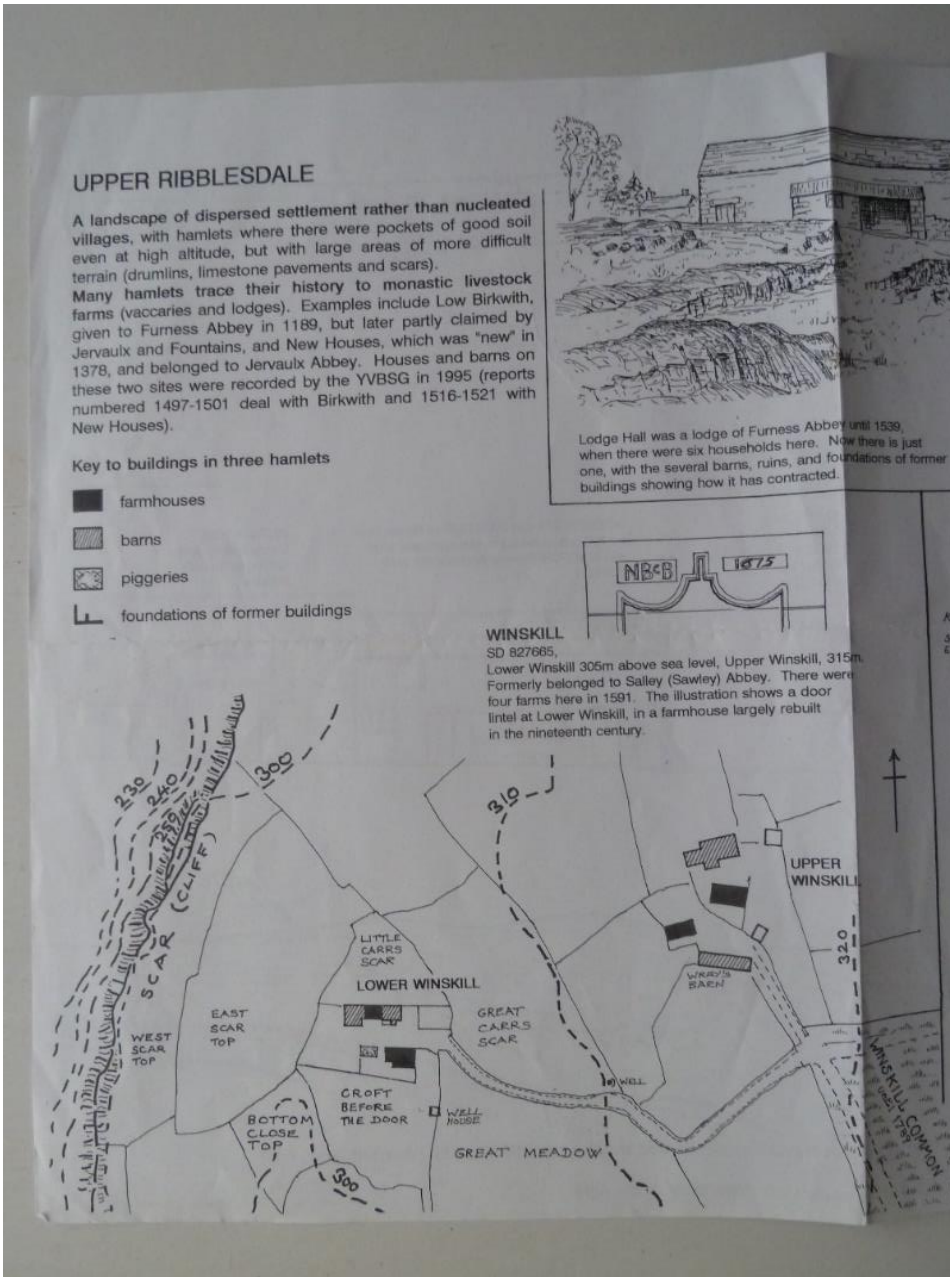 UPPER RIBBLESDALE
A landscape of dispersed settlement rather than nucleated
villages, with hamlets where there were pockets of good soil
even at high altitude, but with large areas of more difficult
terrain (drumlins, limestone pavements and scars).
Many hamlets trace their history to monastic livestock
farms (vaccaries and lodges). Examples include Low Birkwith,
given to Furness Abbey in 1189, but later partly claimed by
Jervaulx and Fountains, and New Houses, which was "new" in
1378, and belonged to Jervaulx Abbey. Houses and barns on
these two sites were recorded by the YVBSG in 1995 (reports
numbered 1497-1501 deal with Birkwith and 1516-1521 with
New Houses).
Key to buildings in three hamlets
farmhouses
barns
piggeries
foundations of former buildings
Lodge Hall was a lodge of Furness Abbey until 1539,
when there were six households here. Now there is just
one, with the several barns, ruins, and foundations of former
buildings showing how it has contracted.
NBcB 1675
WINSKILL
SD 827665,
Lower Winskill 305m above sea level, Upper Winskill, 315m.
Formerly belonged to Salley (Sawley) Abbey. There were
four farms here in 1591. The illustration shows a door
lintel at Lower Winskill, in a farmhouse largely rebuilt
in the nineteenth century.
230
240
250
300
SCAR (CLIFF)
310
UPPER
WINSKILL
320
LITTLE
CARRS
SCAR
LOWER WINSKILL
WRAY'S
BARN
EAST
SCAR
TOP
WEST
SCAR
TOP
GREAT
CARRS
SCAR
WELL
CROFT
BEFORE
THE DOOR
BOTTOM
CLOSE
TOP
WELL
HOUSE
GREAT MEADOW
300
WINSKILL COMMON
until 1789